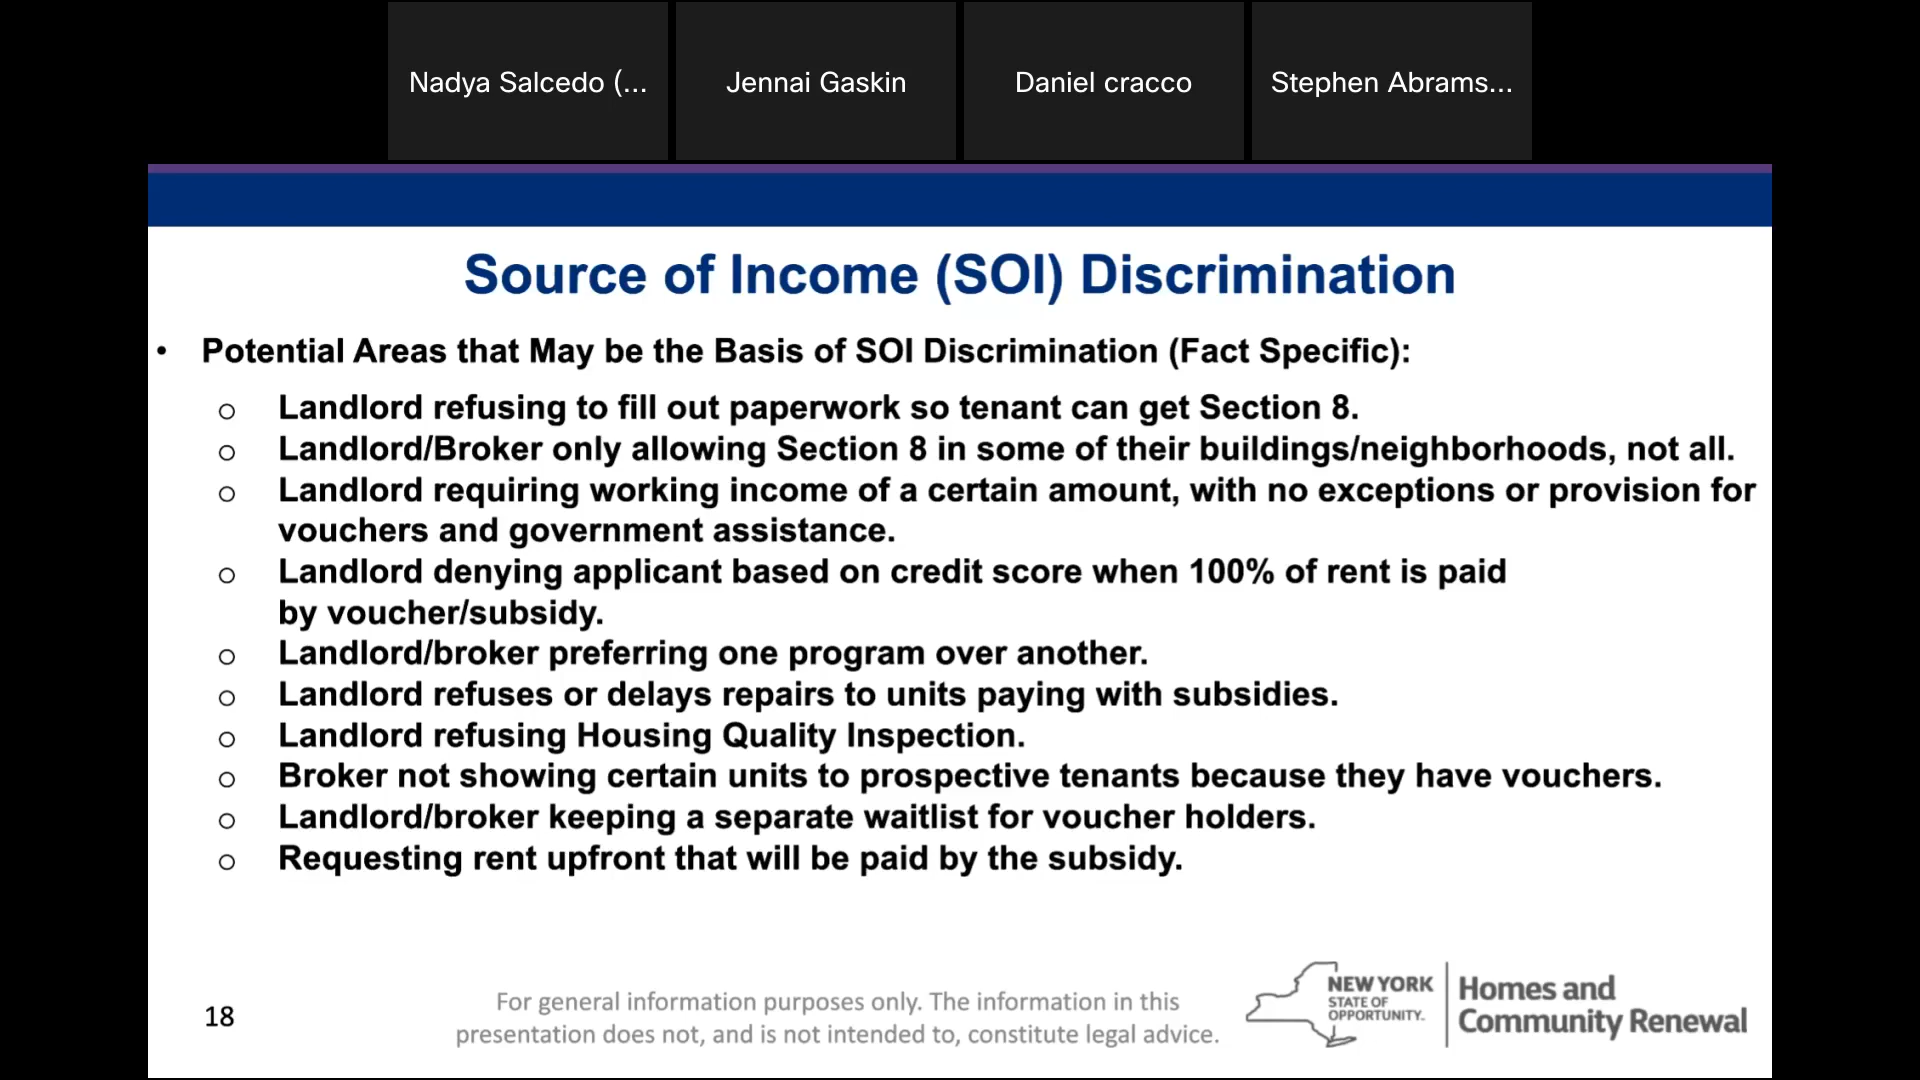 Nadya Salcedo (...
Jennai Gaskin
Daniel cracco
Stephen Abrams...
Source of Income (SOI) Discrimination
• Potential Areas that May be the Basis of SOI Discrimination (Fact Specific):
o Landlord refusing to fill out paperwork so tenant can get Section 8.
o Landlord/Broker only allowing Section 8 in some of their buildings/neighborhoods, not all.
o Landlord requiring working income of a certain amount, with no exceptions or provision for
vouchers and government assistance.
o Landlord denying applicant based on credit score when 100% of rent is paid
by voucher/subsidy.
o Landlord/broker preferring one program over another.
o Landlord refuses or delays repairs to units paying with subsidies.
o Landlord refusing Housing Quality Inspection.
o Broker not showing certain units to prospective tenants because they have vouchers.
o Landlord/broker keeping a separate waitlist for voucher holders.
o Requesting rent upfront that will be paid by the subsidy.
18
For general information purposes only. The information in this
presentation does not, and is not intended to, constitute legal advice.
NEW YORK
STATE OF
OPPORTUNITY.
Homes and
Community Renewal